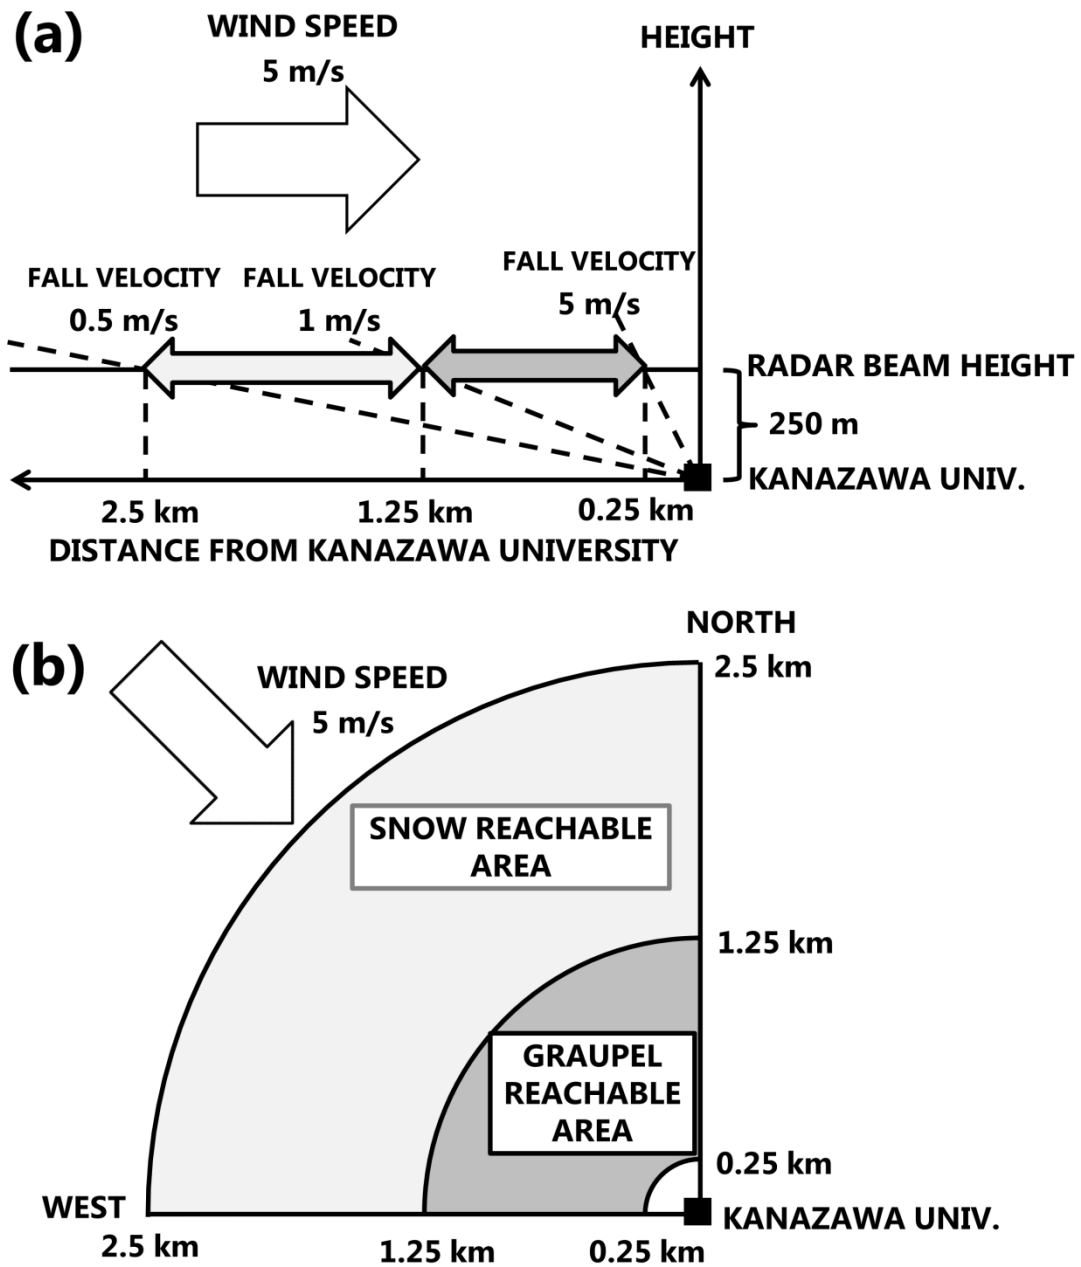 (a)
WIND SPEED
5 m/s
HEIGHT
FALL VELOCITY
5 m/s
FALL VELOCITY
0.5 m/s
FALL VELOCITY
1 m/s
RADAR BEAM HEIGHT
250 m
KANAZAWA UNIV.
2.5 km
1.25 km
0.25 km
DISTANCE FROM KANAZAWA UNIVERSITY
(b)
WIND SPEED
5 m/s
NORTH
2.5 km
SNOW REACHABLE
AREA
1.25 km
GRAUPEL
REACHABLE
AREA
0.25 km
WEST
KANAZAWA UNIV.
2.5 km
1.25 km
0.25 km